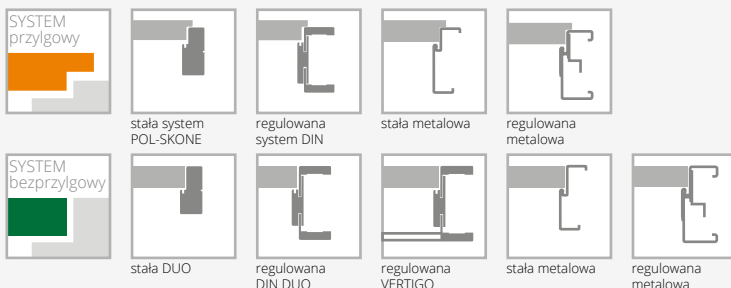 SYSTEM
przylgowy
stała system
POL-SKONE
regulowana
system DIN
stała metalowa
regulowana
metalowa
SYSTEM
bezprzylgowy
stała DUO
regulowana
DIN DUO
regulowana
VERTIGO
stała metalowa
regulowana
metalowa